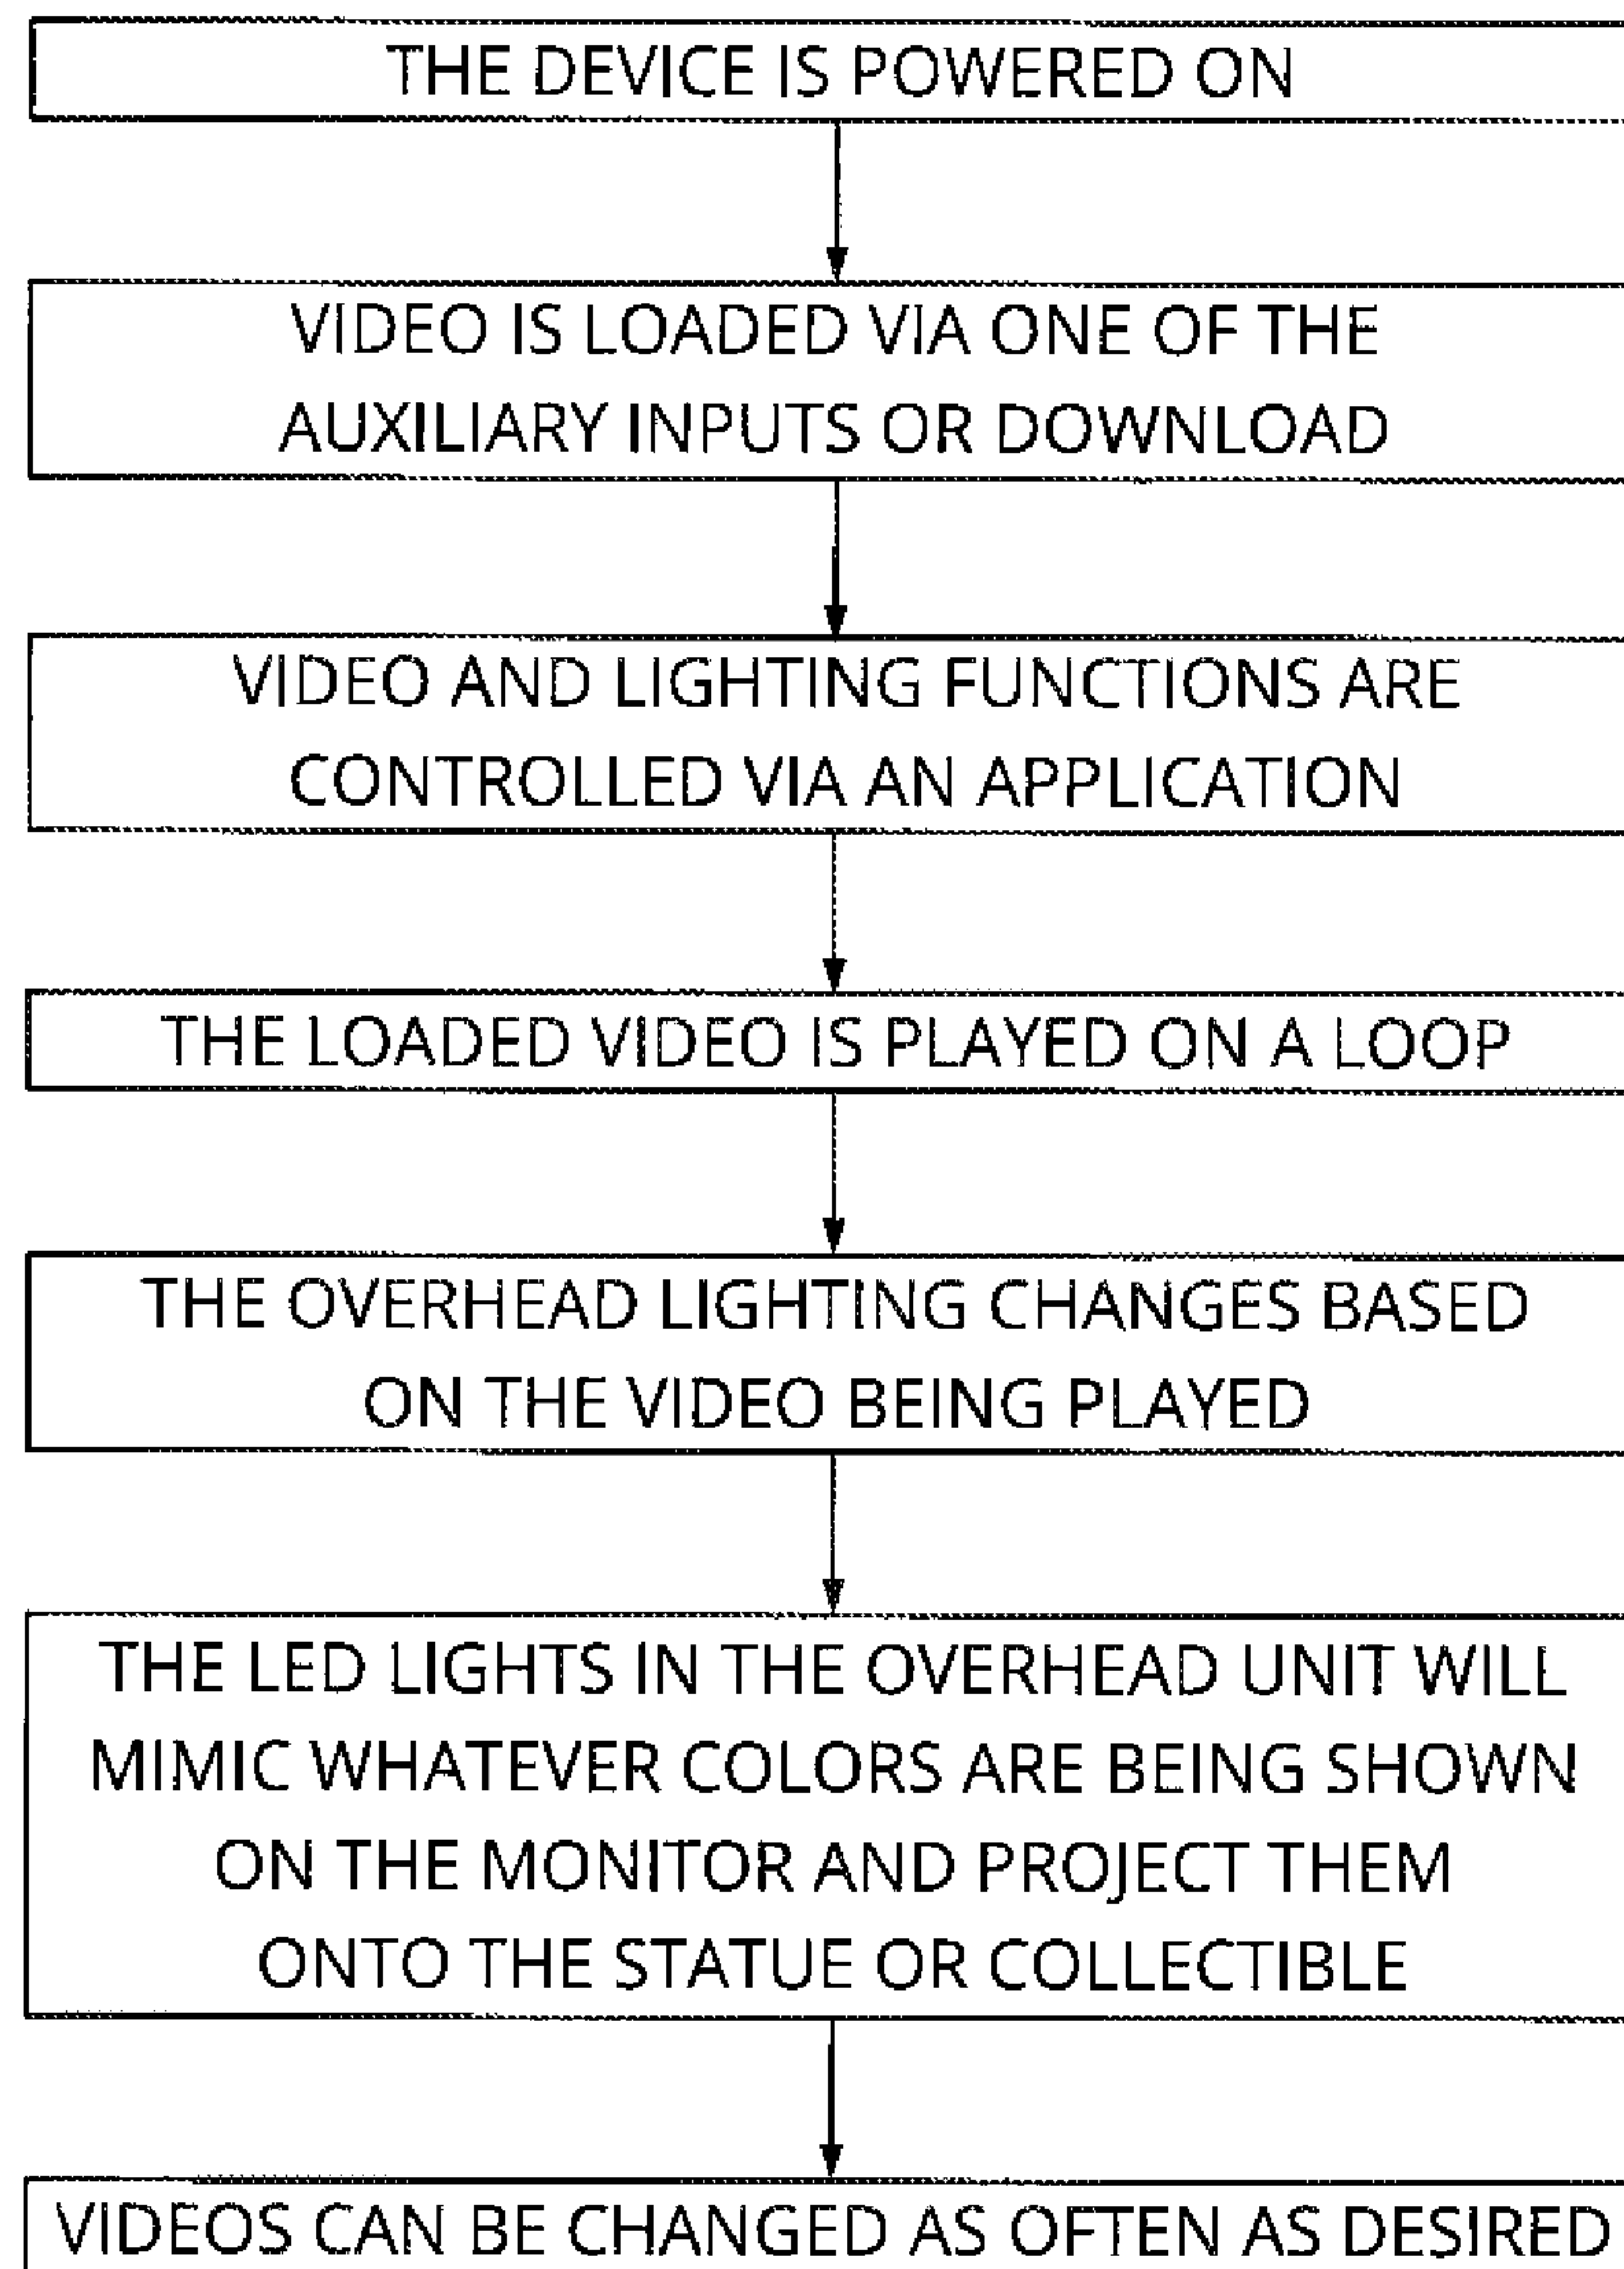 THE DEVICE IS POWERED ON
VIDEO IS LOADED VIA ONE OF THE
AUXILIARY INPUTS OR DOWNLOAD
VIDEO AND LIGHTING FUNCTIONS ARE
CONTROLLED VIA AN APPLICATION
THE LOADED VIDEO IS PLAYED ON A LOOP
THE OVERHEAD LIGHTING CHANGES BASED
ON THE VIDEO BEING PLAYED
THE LED LIGHTS IN THE OVERHEAD UNIT WILL
MIMIC WHATEVER COLORS ARE BEING SHOWN
ON THE MONITOR AND PROJECT THEM
ONTO THE STATUE OR COLLECTIBLE
VIDEOS CAN BE CHANGED AS OFTEN AS DESIRED